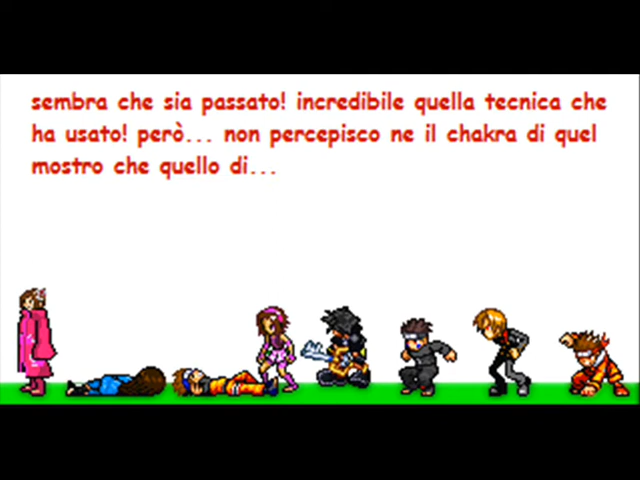 sembra che sia passato! incredibile quella tecnica che
ha usato! però... non percepisco ne il chakra di quel
mostro che quello di...